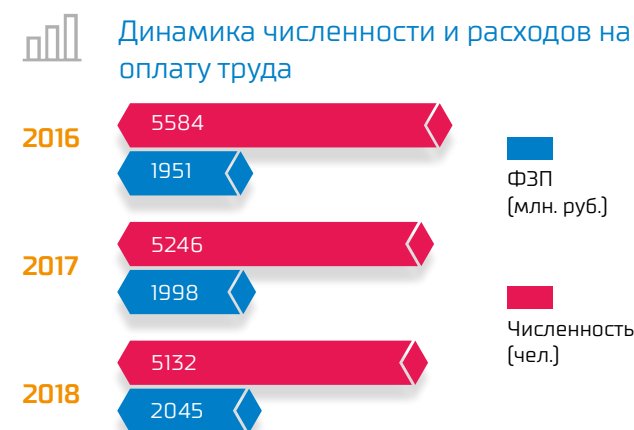 Динамика численности и расходов на
оплату труда
2016
5584
1951
2017
5246
1998
2018
5132
2045
ФЗП
(млн. руб.)
Численность
(чел.)